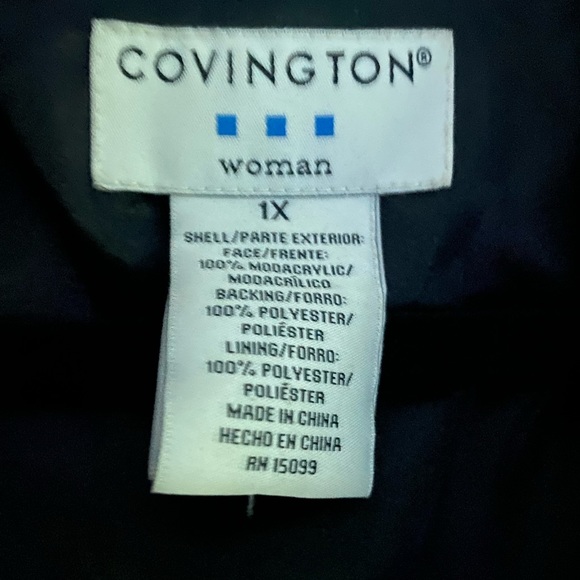 COVINGTON®
woman
1X
SHELL/PARTE EXTERIOR:
FACE/FRENTE:
100% MODACRYLIC/
MODACRÍLICO
BACKING/FORRO:
100% POLYESTER/
POLIÉSTER
LINING/FORRO:
100% POLYESTER/
POLIÉSTER
MADE IN CHINA
HECHO EN CHINA
RN 15099